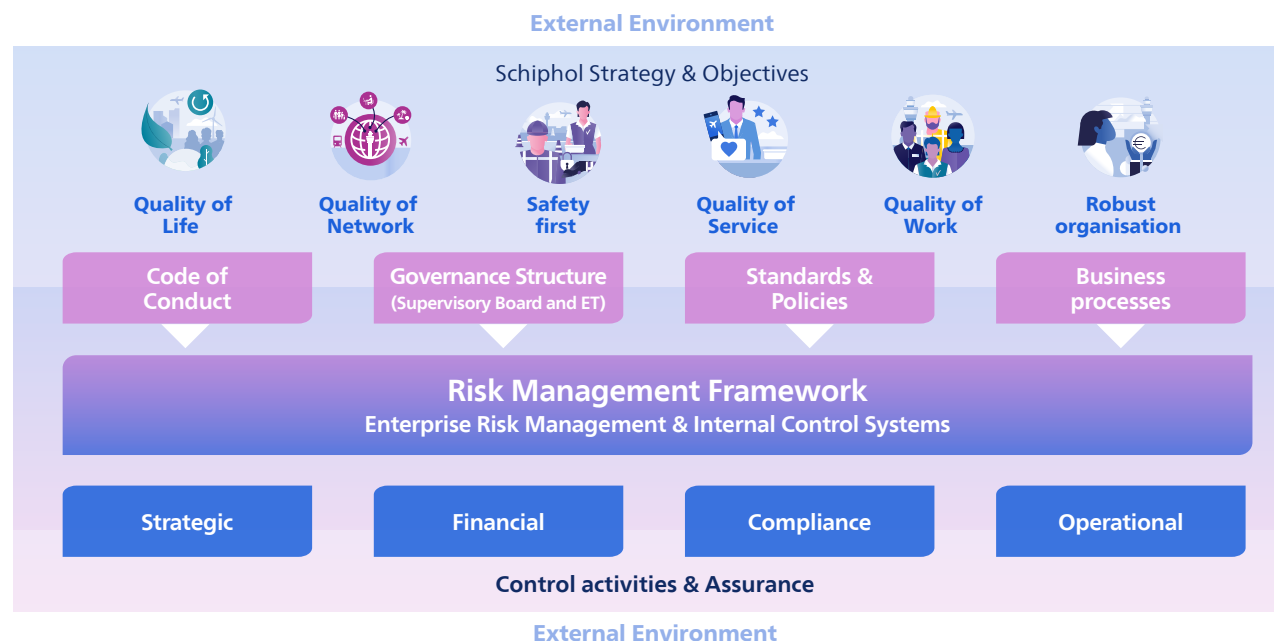 External Environment
Schiphol Strategy & Objectives
Quality of
Life
Quality of
Network
Safety
first
Quality of
Service
Quality of
Work
Robust
organisation
Code of
Conduct
Governance Structure
(Supervisory Board and ET)
Standards &
Policies
Business
processes
Risk Management Framework
Enterprise Risk Management & Internal Control Systems
Strategic
Financial
Compliance
Operational
Control activities & Assurance
External Environment